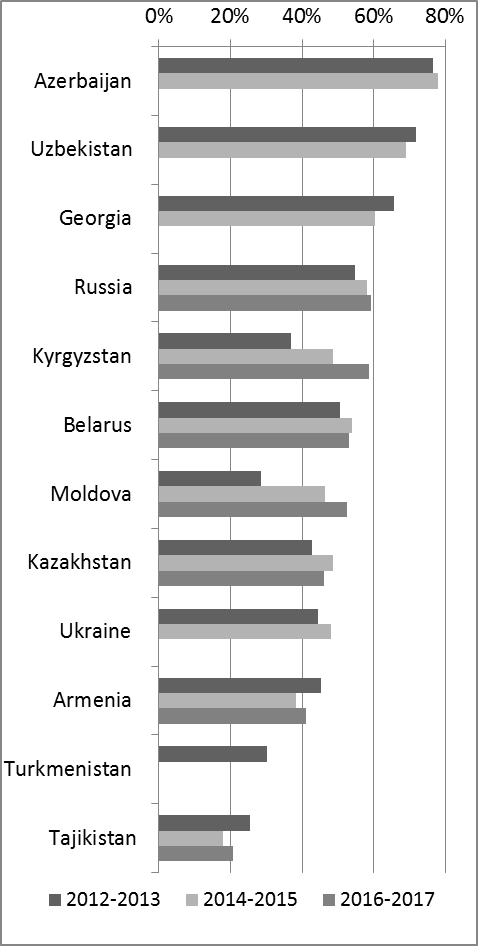 0% 20% 40% 60% 80%
Azerbaijan
Uzbekistan
Georgia
Russia
Kyrgyzstan
Belarus
Moldova
Kazakhstan
Ukraine
Armenia
Turkmenistan
Tajikistan
2012-2013 2014-2015 2016-2017